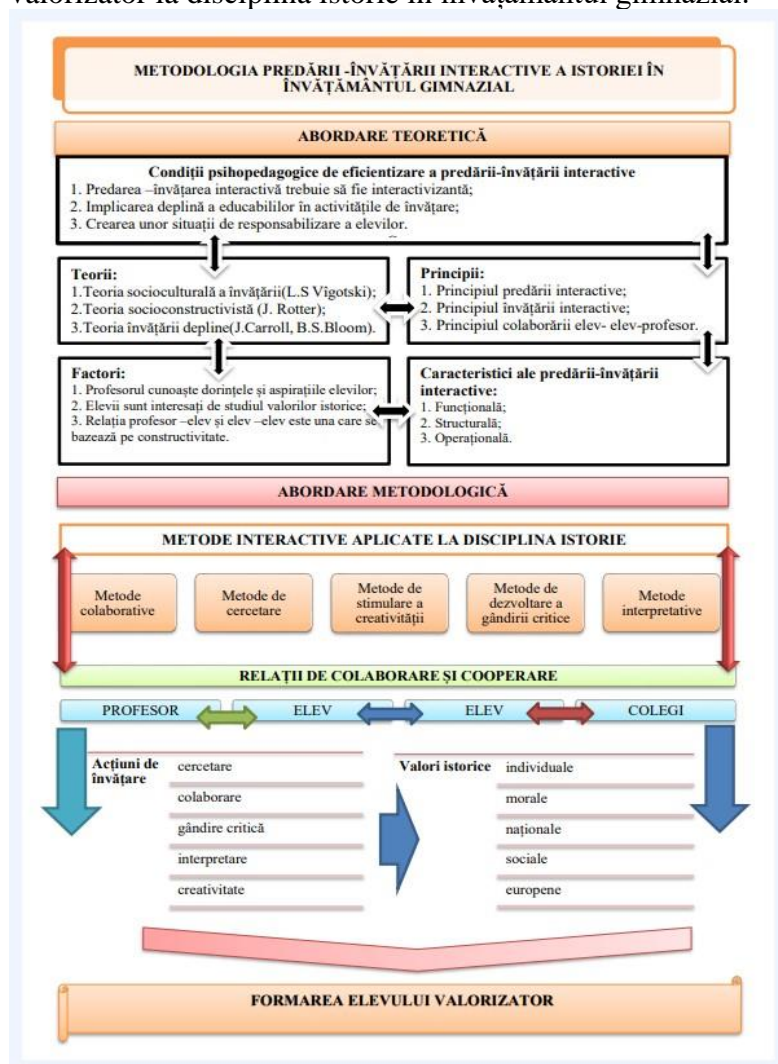 valorizator la disciplina istorie în învățământul gimnazial.
METODOLOGIA PREDĂRII -ÎNVĂȚĂRII INTERACTIVE A ISTORIEI ÎN
ÎNVĂȚĂMÂNTUL GIMNAZIAL
ABORDARE TEORETICĂ
Condiții psihopedagogice de eficientizare a predării-învățării interactive
1. Predarea –învățarea interactivă trebuie să fie interactivizantă;
2. Implicarea deplină a educabililor în activitățile de învățare;
3. Crearea unor situații de responsabilizare a elevilor.
Teorii:
1.Teoria socioculturală a învățării(L.S Vîgotski);
2.Teoria socioconstructivistă (J. Rotter);
3.Teoria învățării depline(J.Carroll, B.S.Bloom).
Principii:
1. Principiul predării interactive;
2. Principiul învățării interactive;
3. Principiul colaborării elev- elev-profesor.
Factori:
1. Profesorul cunoaște dorințele și aspirațiile elevilor;
2. Elevii sunt interesați de studiul valorilor istorice;
3. Relația profesor –elev și elev –elev este una care se
bazează pe constructivitate.
Caracteristici ale predării-învățării
interactive:
1. Funcțională;
2. Structurală;
3. Operațională.
ABORDARE METODOLOGICĂ
METODE INTERACTIVE APLICATE LA DISCIPLINA ISTORIE
Metode
colaborative
Metode de
cercetare
Metode de
stimulare a
creativității
Metode de
dezvoltare a
gândirii critice
Metode
interpretative
RELAȚII DE COLABORARE ȘI COOPERARE
PROFESOR
ELEV
ELEV
COLEGI
Acțiuni de
învățare
cercetare
colaborare
gândire critică
interpretare
creativitate
Valori istorice
individuale
morale
naționale
sociale
europene
FORMAREA ELEVULUI VALORIZATOR